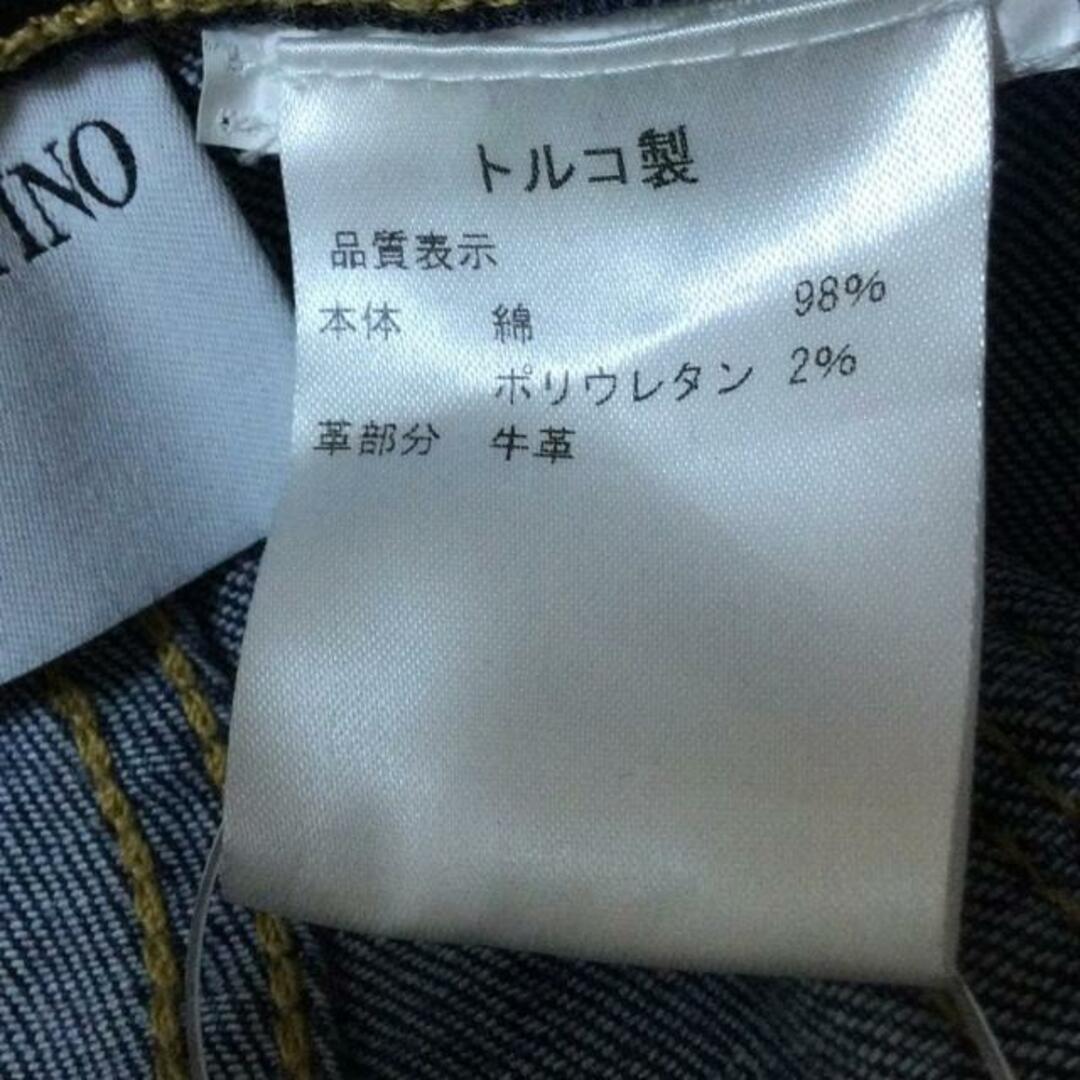 トルコ製
品質表示
本体 綿 98%
ポリウレタン 2%
革部分 牛革
INO